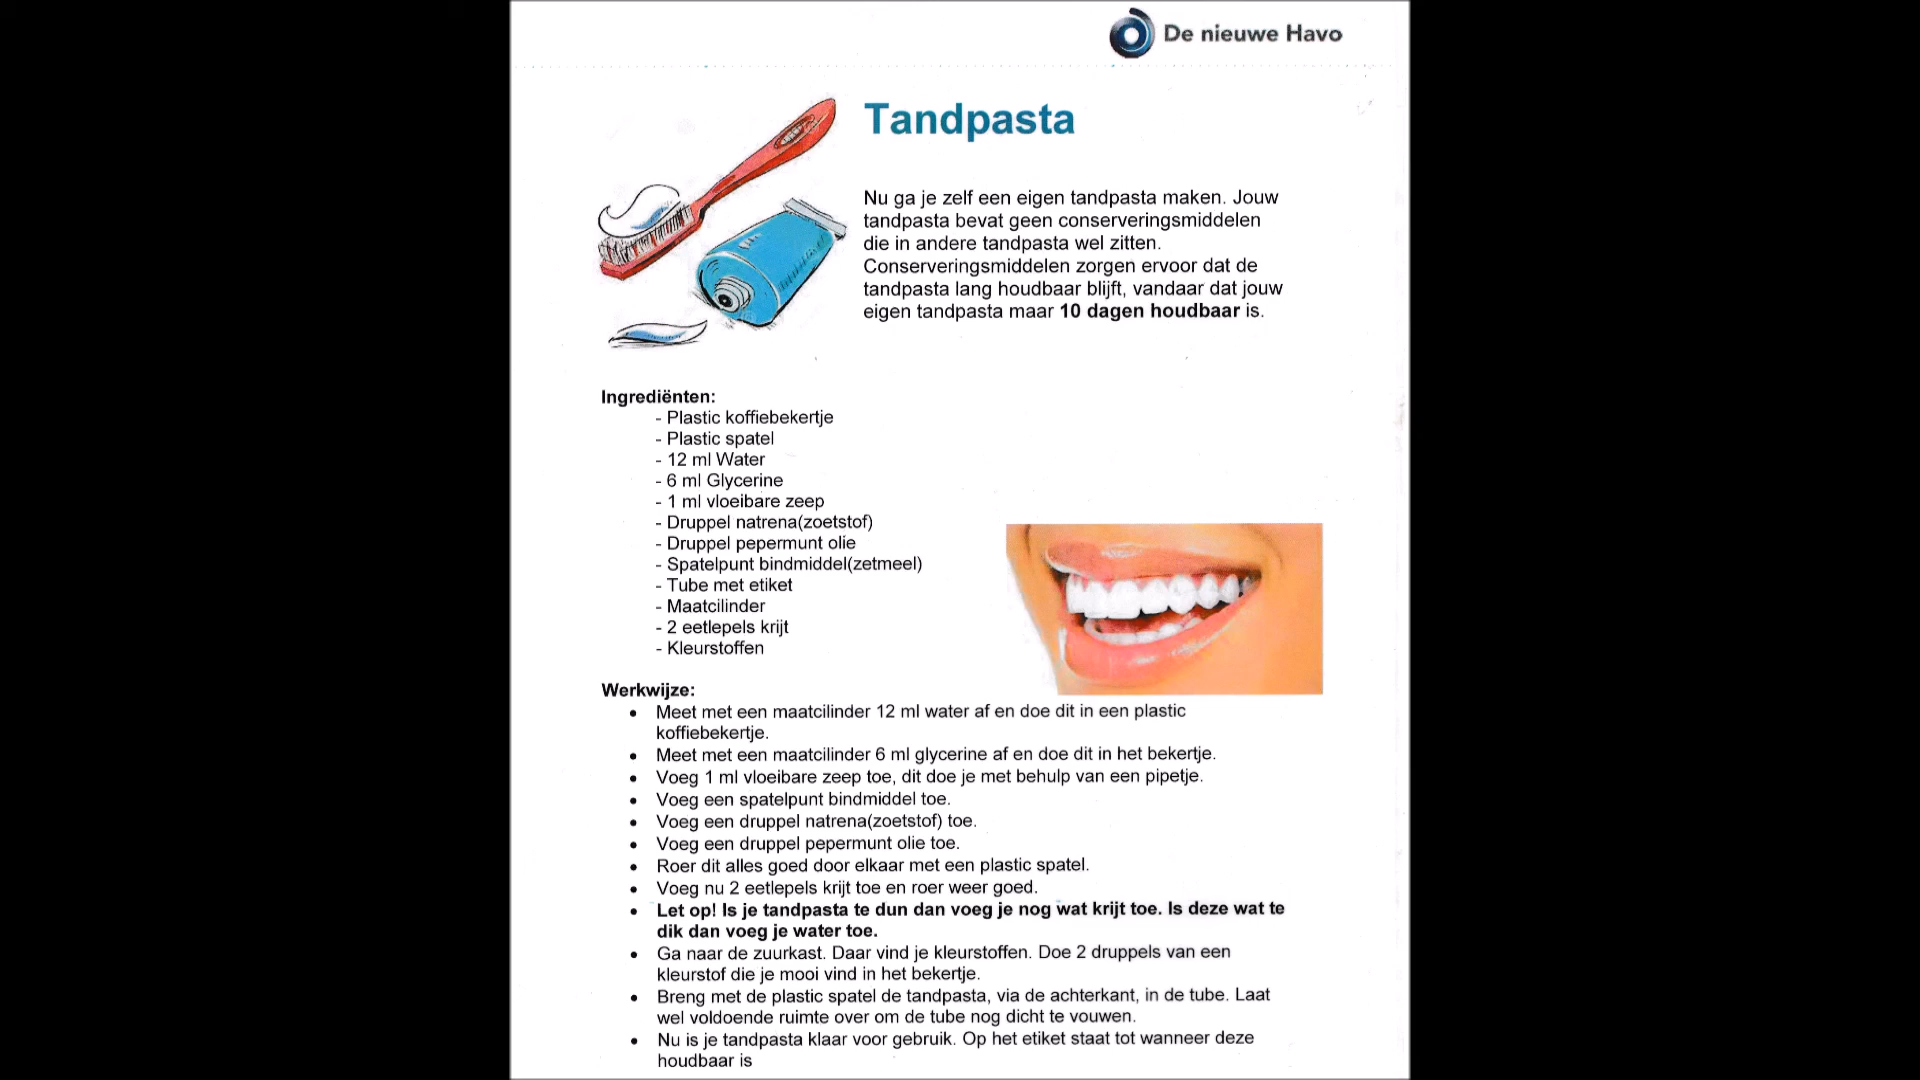 De nieuwe Havo
Tandpasta
Nu ga je zelf een eigen tandpasta maken. Jouw
tandpasta bevat geen conserveringsmiddelen
die in andere tandpasta wel zitten.
Conserveringsmiddelen zorgen ervoor dat de
tandpasta lang houdbaar blijft, vandaar dat jouw
eigen tandpasta maar 10 dagen houdbaar is.
Ingrediënten:
- Plastic koffiebekertje
- Plastic spatel
- 12 ml Water
- 6 ml Glycerine
- 1 ml vloeibare zeep
- Druppel natrena(zoetstof)
- Druppel pepermunt olie
- Spatelpunt bindmiddel(zetmeel)
- Tube met etiket
- Maatcilinder
- 2 eetlepels krijt
- Kleurstoffen
Werkwijze:
• Meet met een maatcilinder 12 ml water af en doe dit in een plastic
koffiebekertje.
• Meet met een maatcilinder 6 ml glycerine af en doe dit in het bekertje.
• Voeg 1 ml vloeibare zeep toe, dit doe je met behulp van een pipetje.
• Voeg een spatelpunt bindmiddel toe.
• Voeg een druppel natrena(zoetstof) toe.
• Voeg een druppel pepermunt olie toe.
• Roer dit alles goed door elkaar met een plastic spatel.
• Voeg nu 2 eetlepels krijt toe en roer weer goed.
• Let op! Is je tandpasta te dun dan voeg je nog wat krijt toe. Is deze wat te
dik dan voeg je water toe.
• Ga naar de zuurkast. Daar vind je kleurstoffen. Doe 2 druppels van een
kleurstof die je mooi vind in het bekertje.
• Breng met de plastic spatel de tandpasta, via de achterkant, in de tube. Laat
wel voldoende ruimte over om de tube nog dicht te vouwen.
• Nu is je tandpasta klaar voor gebruik. Op het etiket staat tot wanneer deze
houdbaar is